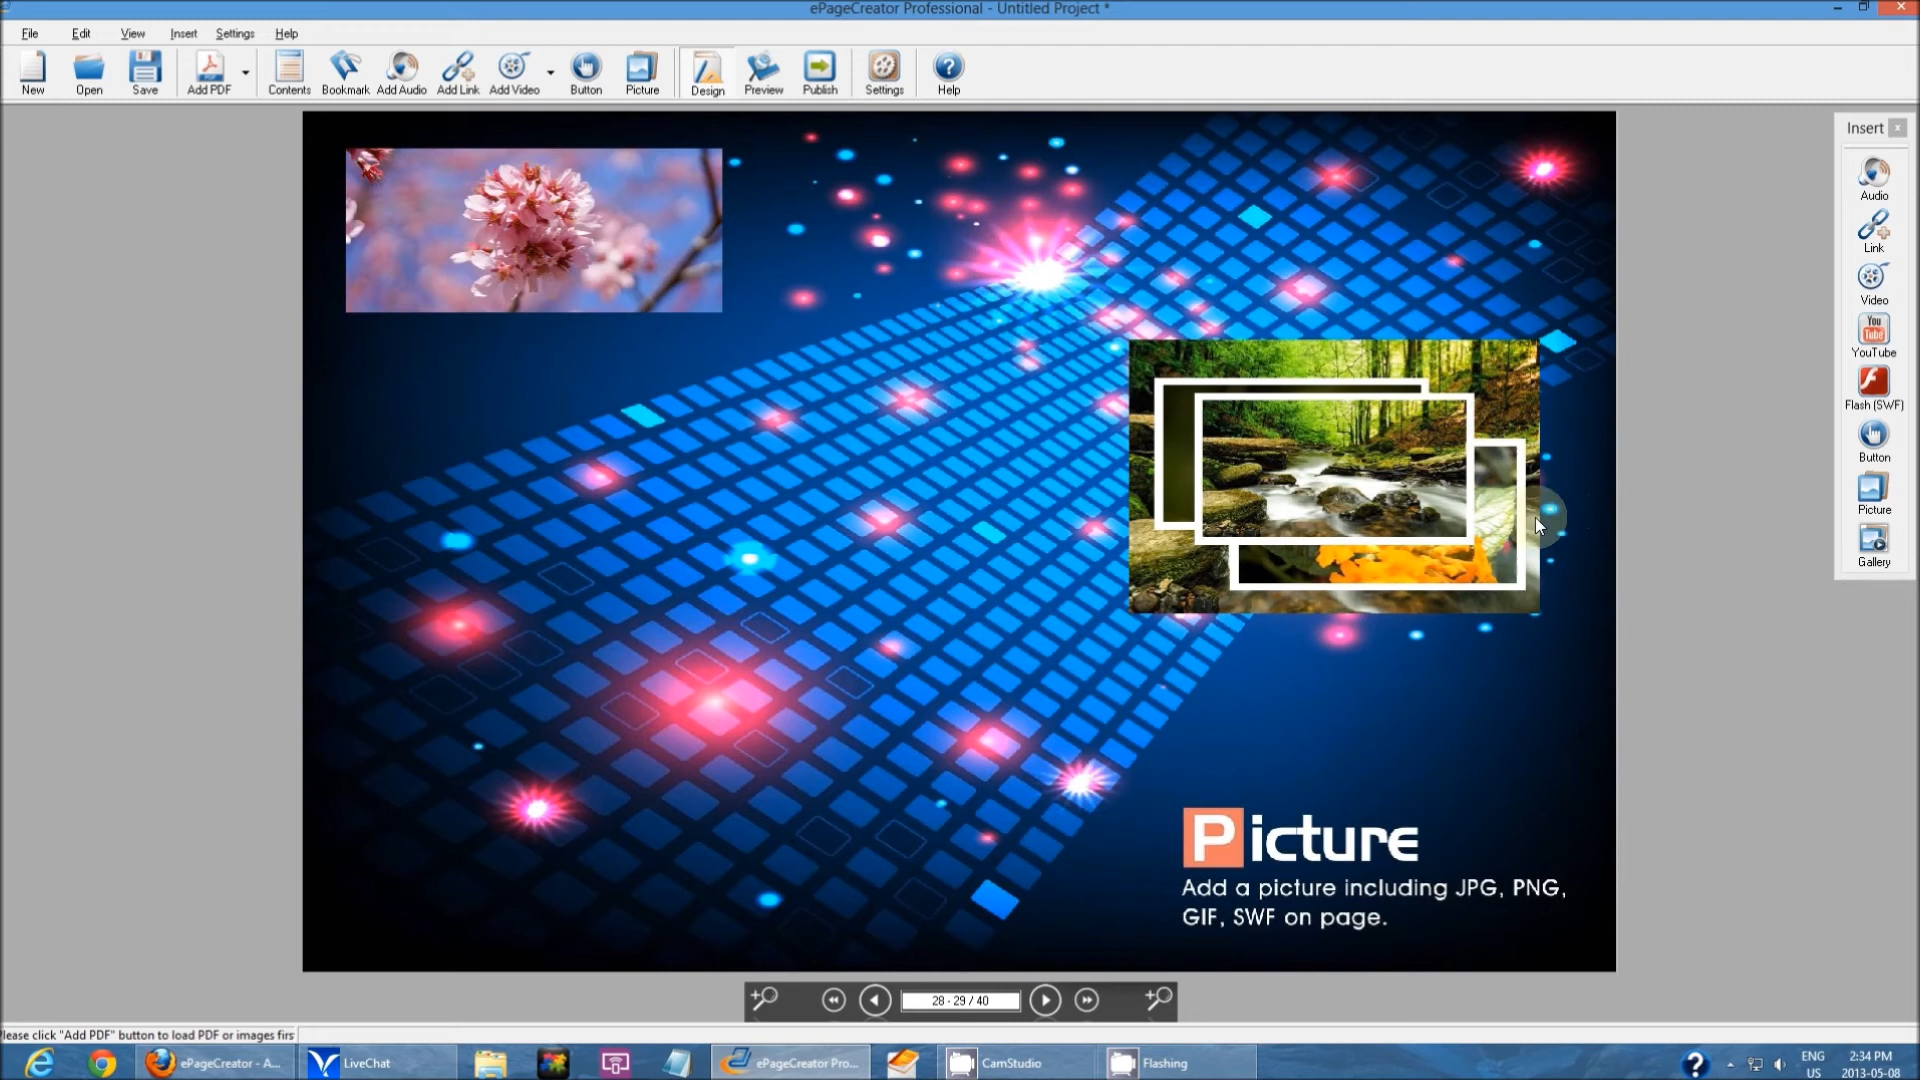 ePageCreator Professional - Untitled Project *
File Edit View Insert Settings Help
New Open Save Add PDF Contents Bookmark Add Audio Add Link Add Video Button Picture Design Preview Publish Settings Help
Insert x
Audio
Link
Video
You
Tube
YouTube
Flash (SWF)
Button
Picture
Gallery
Picture
Add a picture including JPG, PNG,
GIF, SWF on page.
28 - 29 / 40
Please click "Add PDF" button to load PDF or images firs
ePageCreator - A... LiveChat ePageCreator Pro... CamStudio Flashing
ENG
US
2:34 PM
2013-05-08